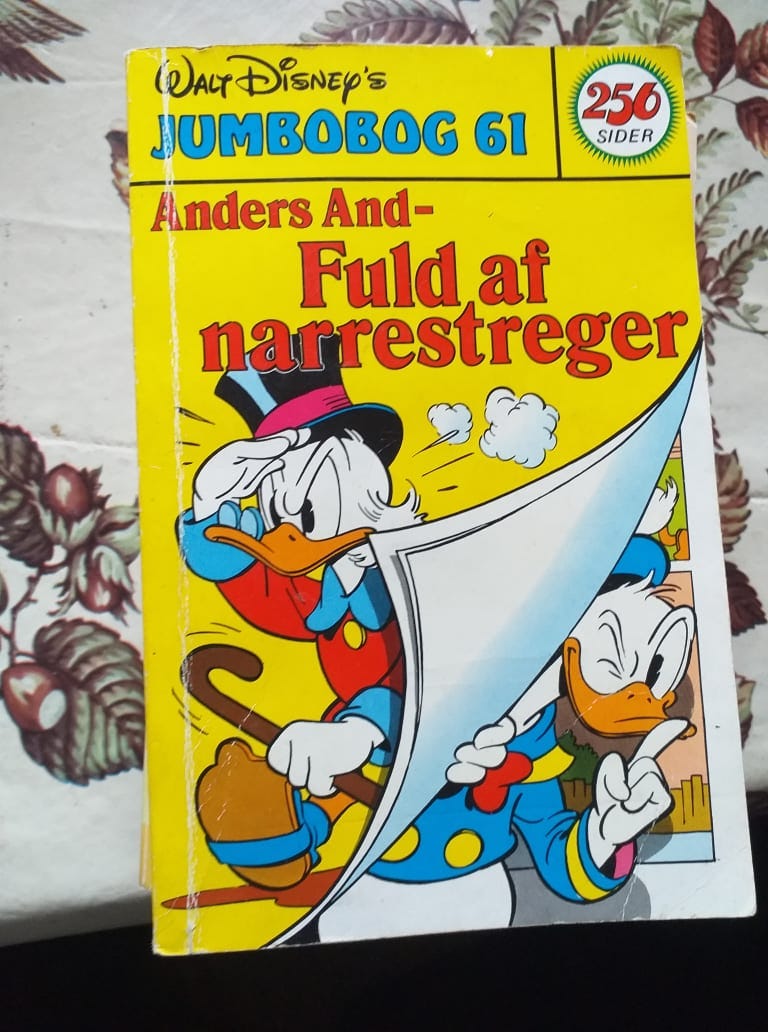 Walt Disney's
JUMBOBOG 61
256
SIDER
Anders And-
Fuld af
narrestreger